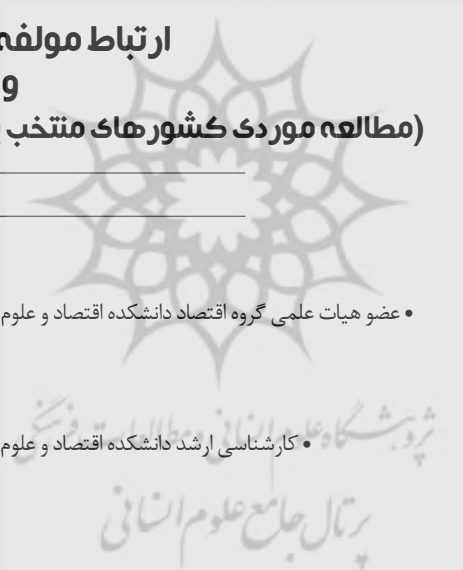 ارتباط مولفه
و
(مطالعه موردی کشورهای منتخب
• عضو هیات علمی گروه اقتصاد دانشکده اقتصاد و علوم
• کارشناسی ارشد دانشکده اقتصاد و علوم
پژوهشگاه علوم انسانی و مطالعات فرهنگی
پرتال جامع علوم انسانی